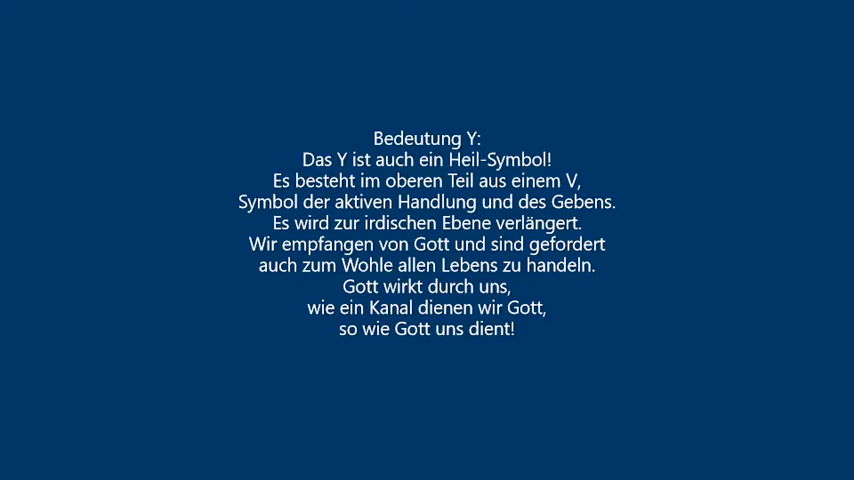 Bedeutung Y:
Das Y ist auch ein Heil-Symbol!
Es besteht im oberen Teil aus einem V,
Symbol der aktiven Handlung und des Gebens.
Es wird zur irdischen Ebene verlängert.
Wir empfangen von Gott und sind gefordert
auch zum Wohle allen Lebens zu handeln.
Gott wirkt durch uns,
wie ein Kanal dienen wir Gott,
so wie Gott uns dient!